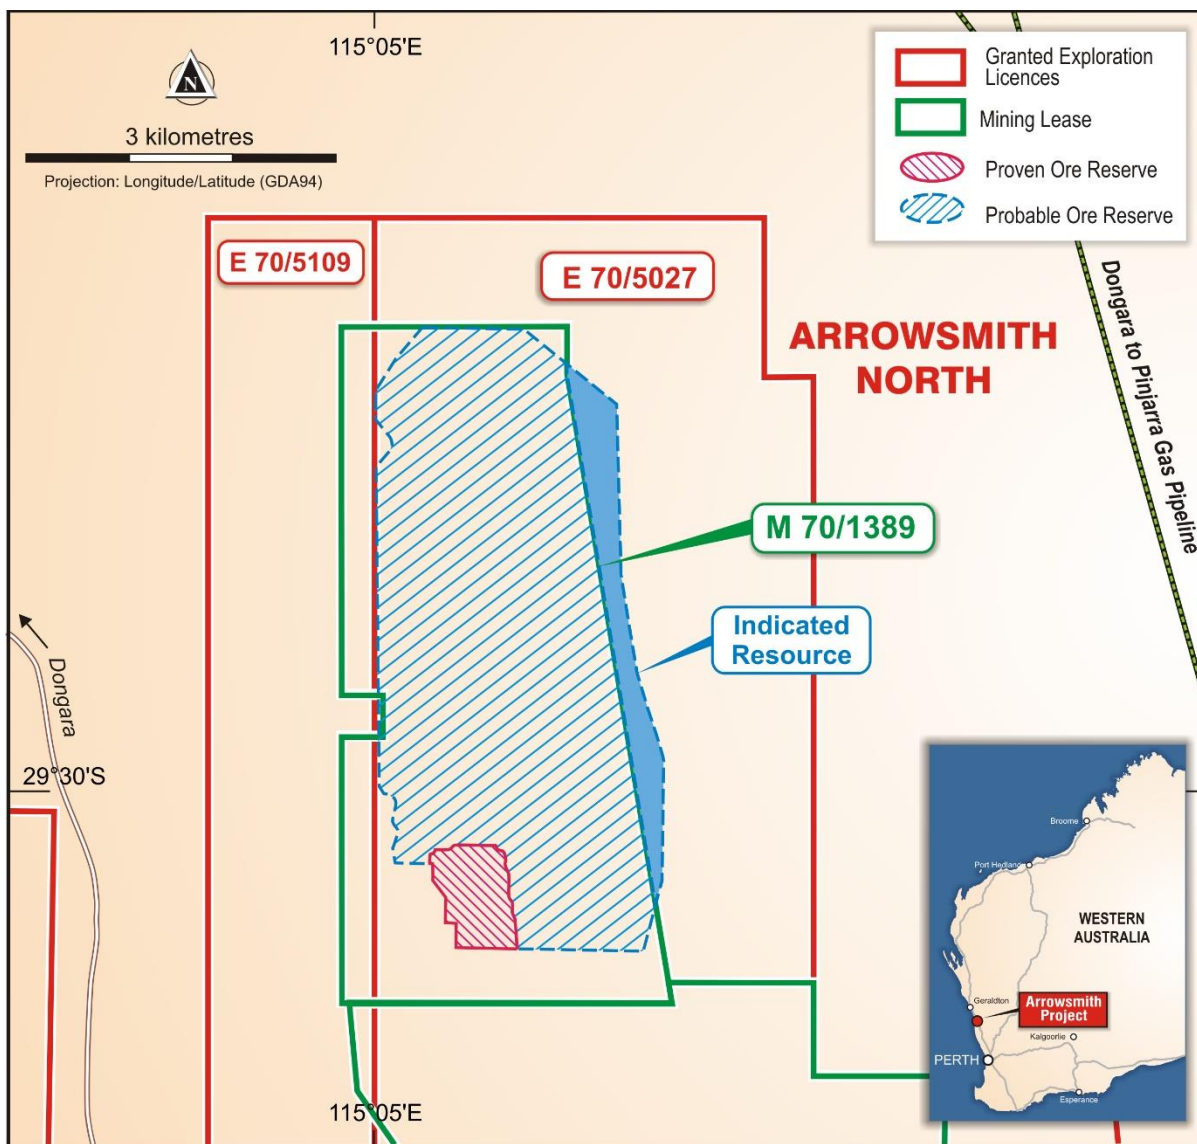 115°05'E
N
3 kilometres
Projection: Longitude/Latitude (GDA94)
Granted Exploration
Licences
Mining Lease
Proven Ore Reserve
Probable Ore Reserve
E 70/5109
E 70/5027
ARROWSMITH
NORTH
Dongara to Pinjarra Gas Pipeline
M 70/1389
Indicated
Resource
Dongara
29°30'S
115°05'E
Broome
Port Hedland
WESTERN
AUSTRALIA
Geraldton
Arrowsmith
Project
Kalgoorlie
PERTH
Esperance